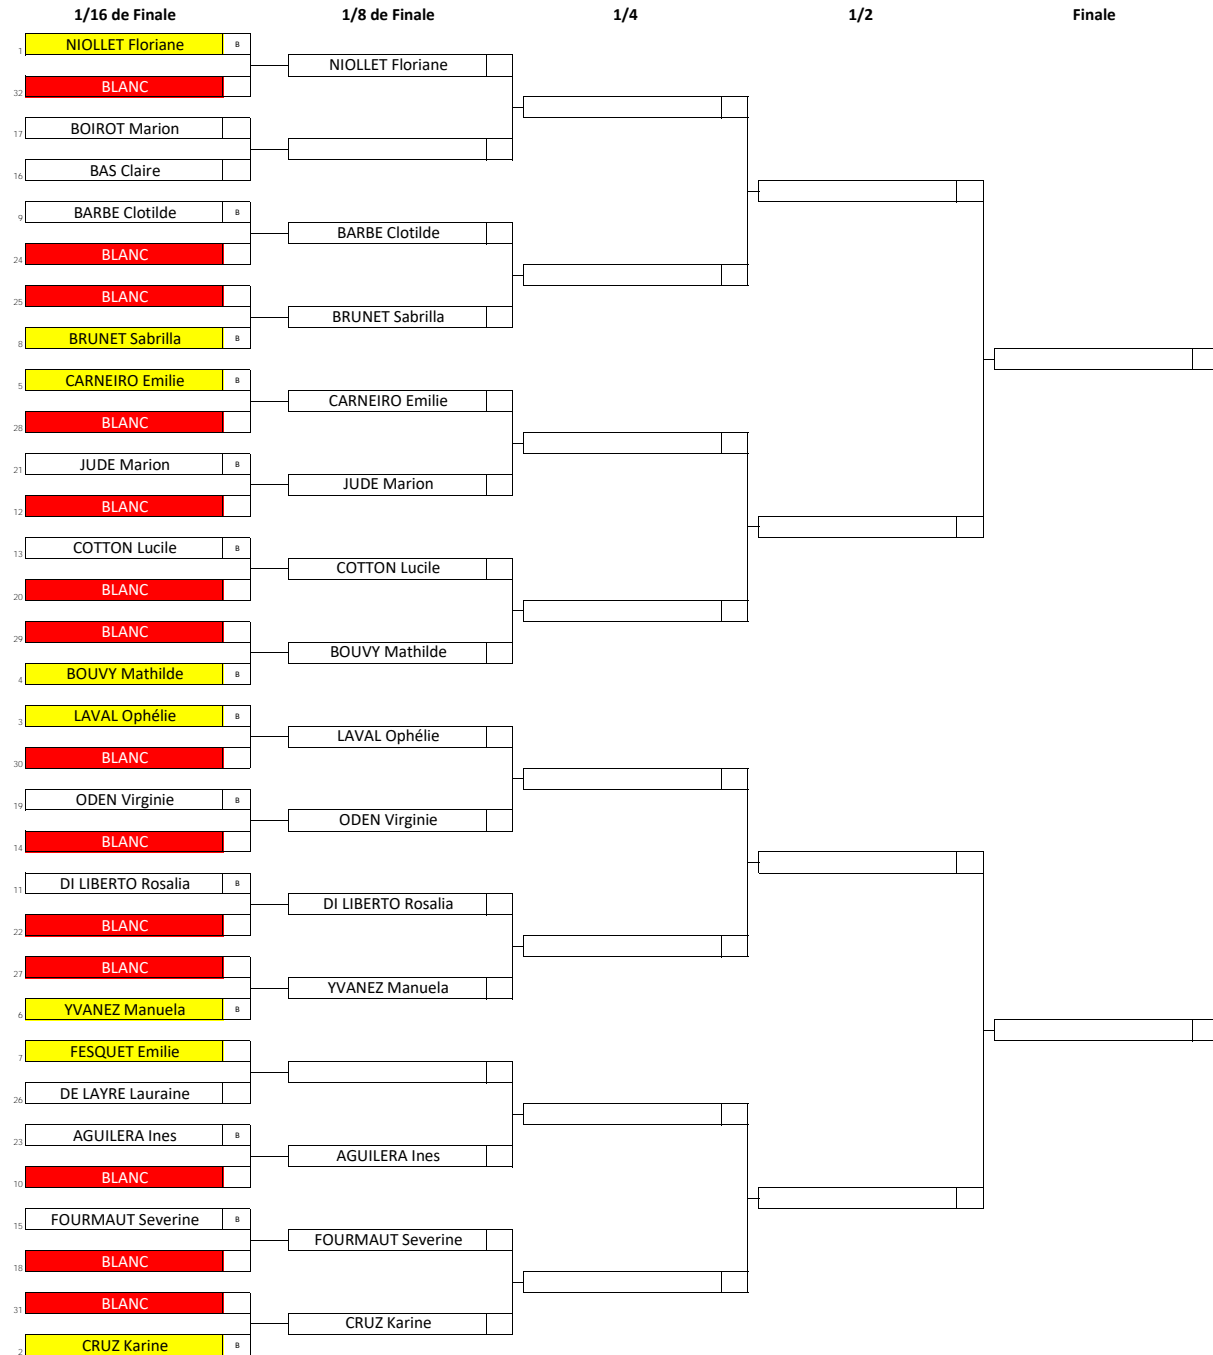 1/16 de Finale 1/8 de Finale 1/4 1/2 Finale
1 NIOLLET Floriane B
NIOLLET Floriane
32 BLANC
17 BOIROT Marion
16 BAS Claire
9 BARBE Clotilde B
BARBE Clotilde
24 BLANC
25 BLANC
BRUNET Sabrilla
8 BRUNET Sabrilla B
5 CARNEIRO Emilie B
CARNEIRO Emilie
28 BLANC
21 JUDE Marion B
JUDE Marion
12 BLANC
13 COTTON Lucile B
COTTON Lucile
20 BLANC
29 BLANC
BOUVY Mathilde
4 BOUVY Mathilde B
3 LAVAL Ophélie B
LAVAL Ophélie
30 BLANC
19 ODEN Virginie B
ODEN Virginie
14 BLANC
11 DI LIBERTO Rosalia B
DI LIBERTO Rosalia
22 BLANC
27 BLANC
YVANEZ Manuela
6 YVANEZ Manuela B
7 FESQUET Emilie
26 DE LAYRE Lauraine
23 AGUILERA Ines B
AGUILERA Ines
10 BLANC
15 FOURMAUT Severine B
FOURMAUT Severine
18 BLANC
31 BLANC
CRUZ Karine
2 CRUZ Karine B